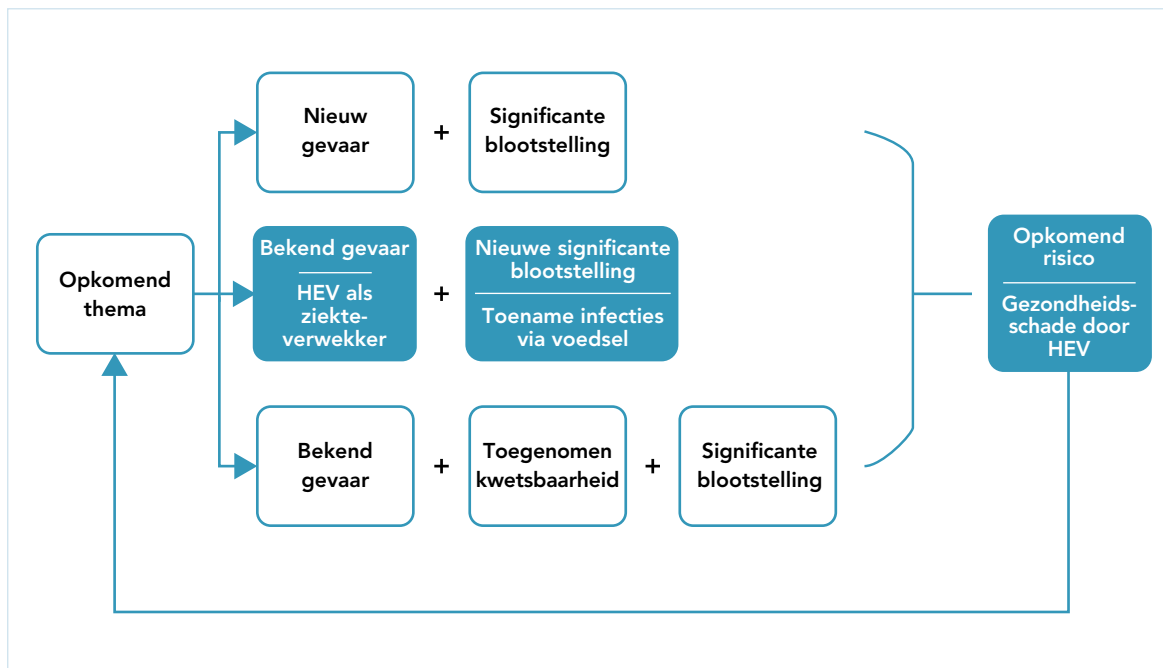 Nieuw
gevaar
+
Significante
blootstelling
Opkomend
thema
Bekend gevaar
HEV als
ziekte-
verwekker
+
Nieuwe significante
blootstelling
Toename infecties
via voedsel
Opkomend
risico
Gezondheids-
schade door
HEV
Bekend
gevaar
+
Toegenomen
kwetsbaarheid
+
Significante
blootstelling